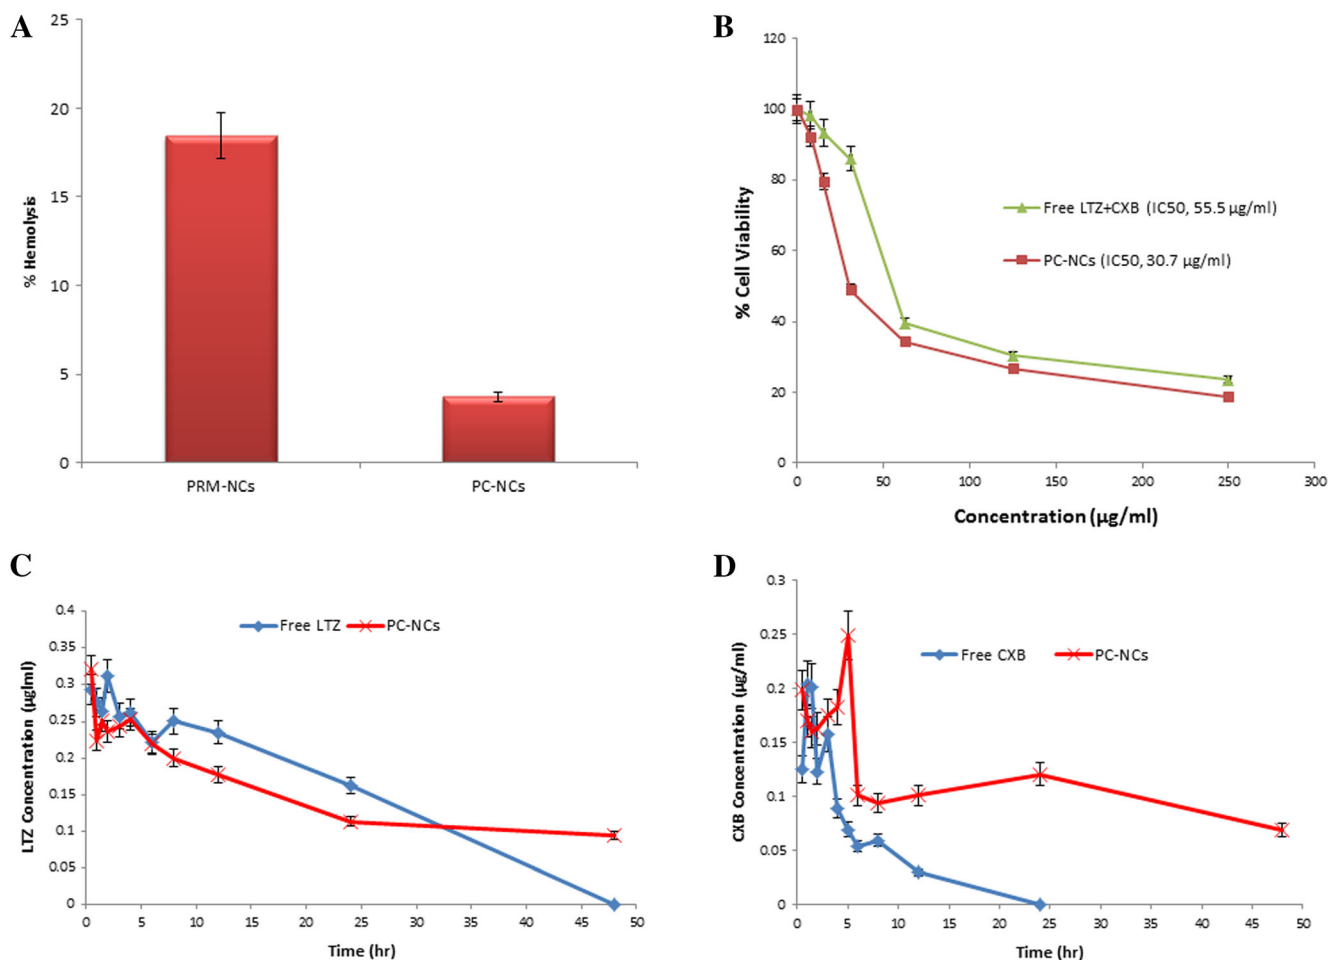 A
25
20
15
10
5
0
% Hemolysis
PRM-NCs
PC-NCs
B
120
100
80
60
40
20
0
% Cell Viability
Free LTZ+CXB (IC50, 55.5 µg/ml)
PC-NCs (IC50, 30.7 µg/ml)
0 50 100 150 200 250 300
Concentration (µg/ml)
C
0.4
0.35
0.3
0.25
0.2
0.15
0.1
0.05
0
LTZ Concentration (µglml)
Free LTZ PC-NCs
0 5 10 15 20 25 30 35 40 45 50
Time (hr)
D
0.3
0.25
0.2
0.15
0.1
0.05
0
CXB Concentration (µg/ml)
Free CXB PC-NCs
0 5 10 15 20 25 30 35 40 45 50
Time (hr)